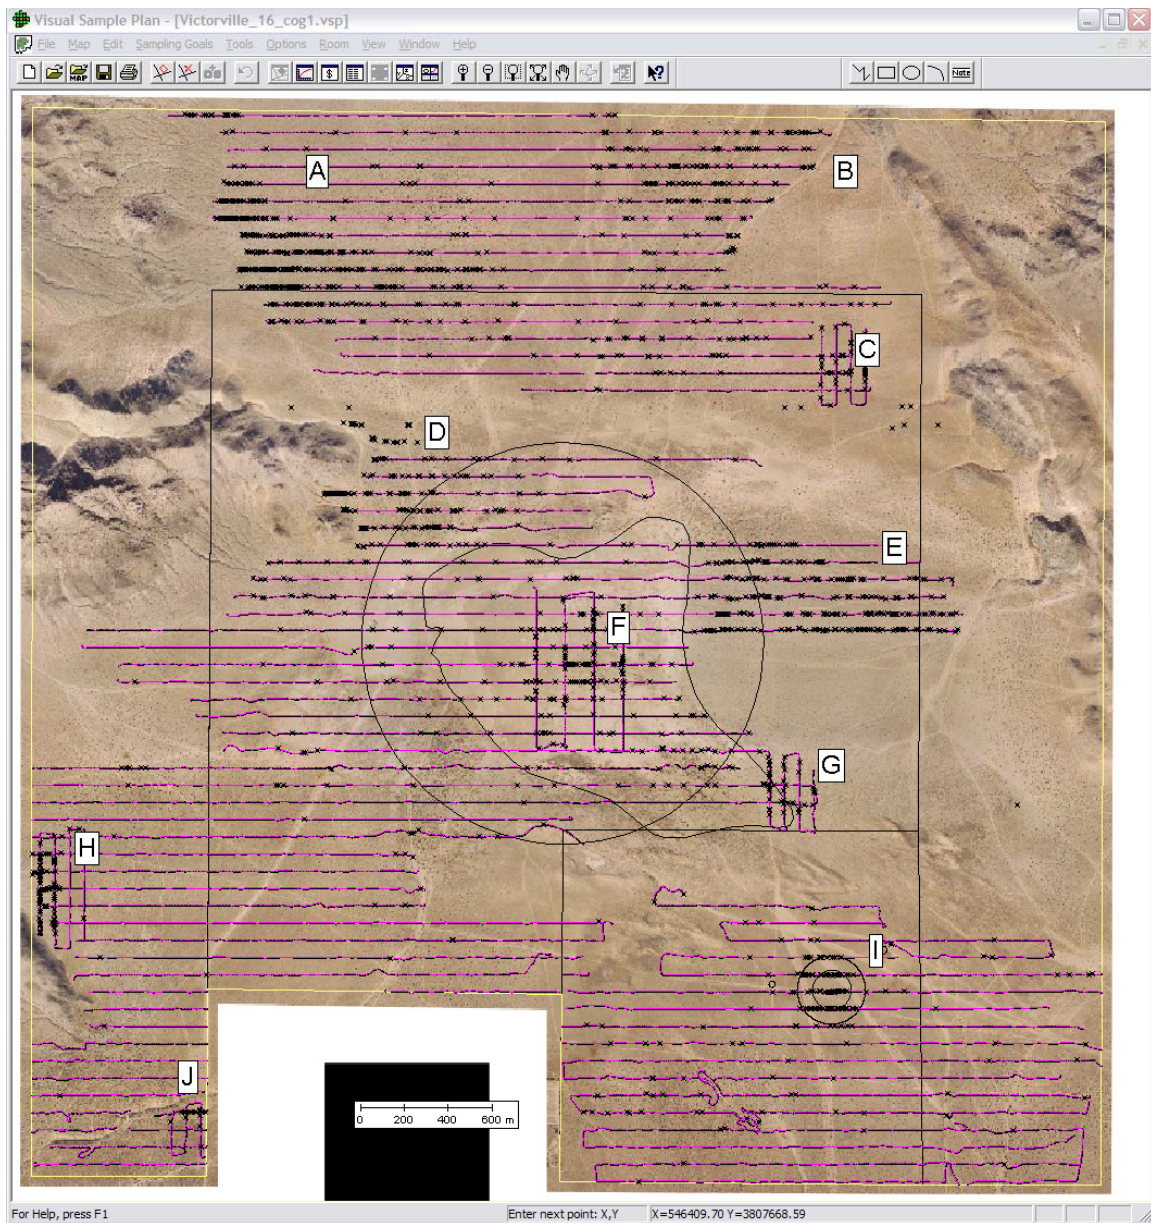 Visual Sample Plan - [Victorville_16_cog1.vsp]
File Map Edit Sampling Goals Tools Options Room View Window Help
MAP
$
Note
A
B
C
D
E
F
G
H
I
J
0 200 400 600 m
For Help, press F1
Enter next point: X,Y
X=546409.70 Y=3807668.59